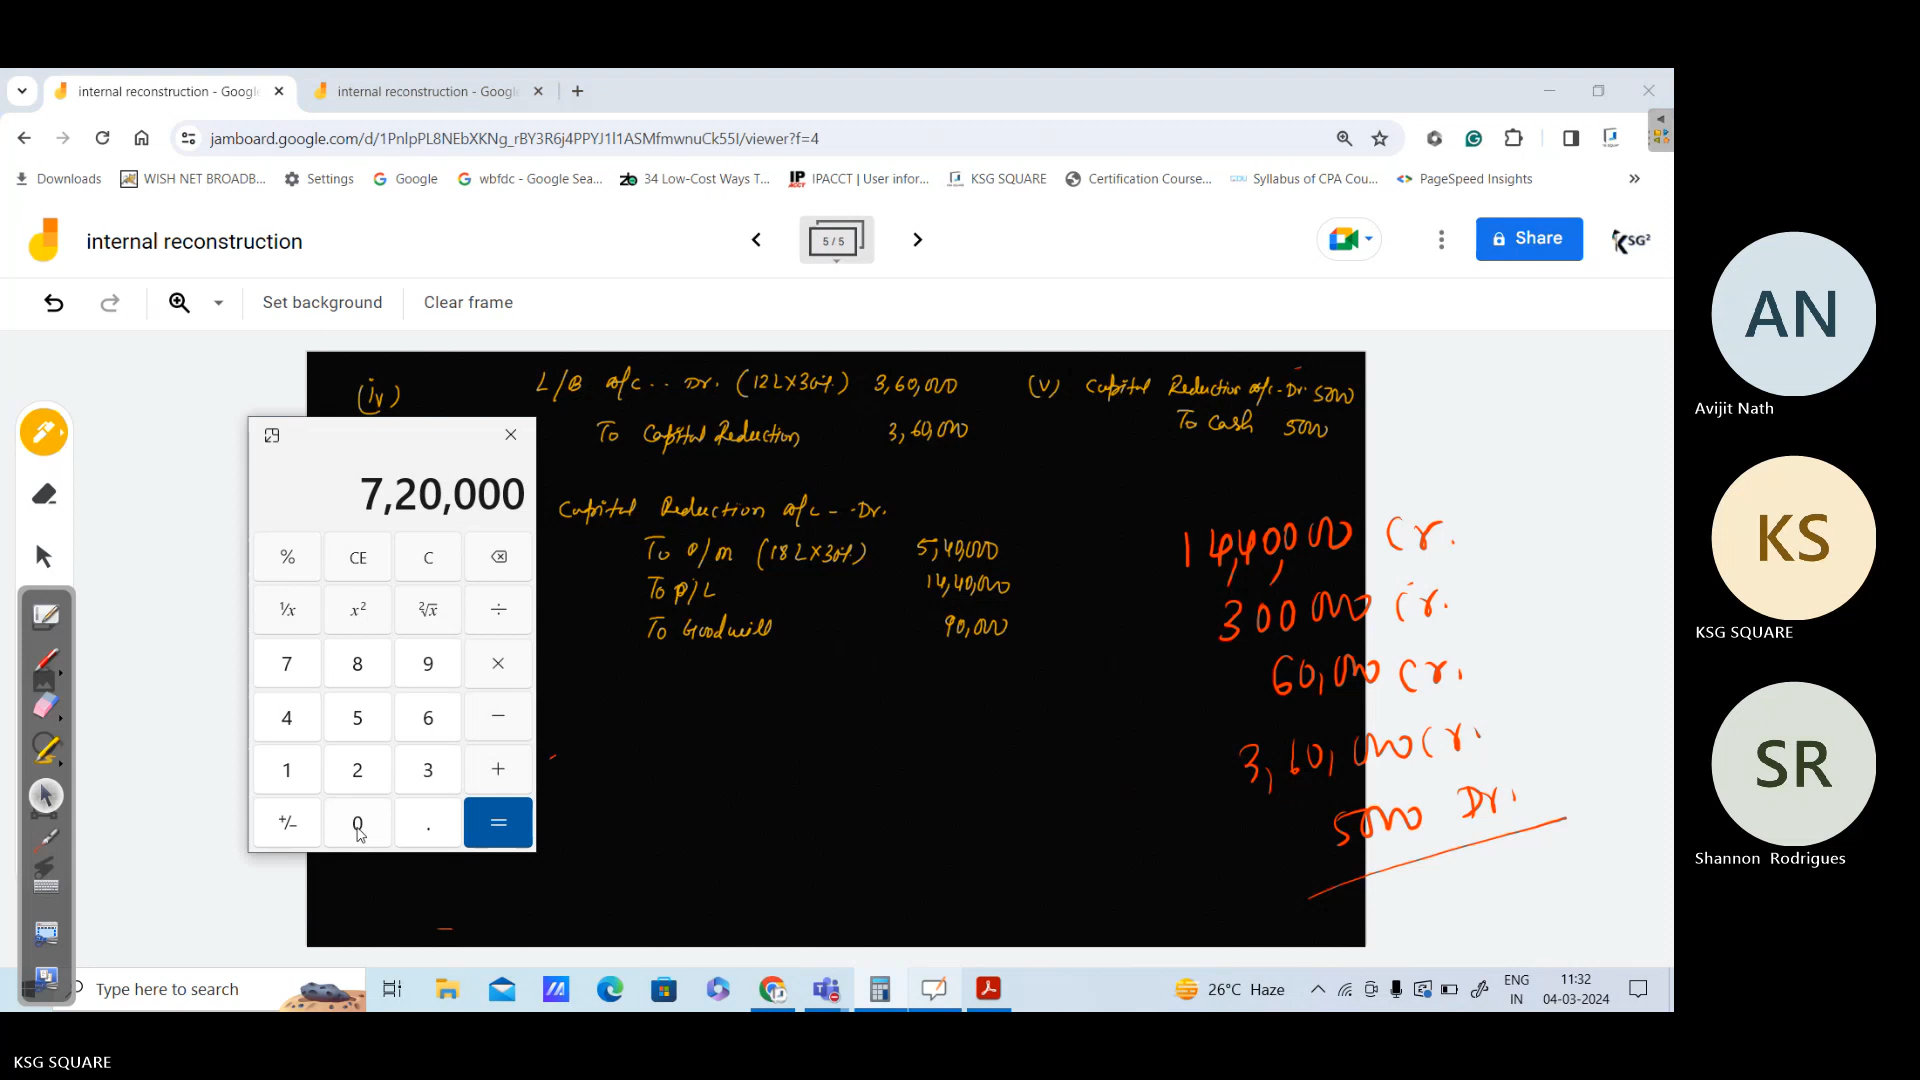 internal reconstruction - Google
internal reconstruction - Google
jamboard.google.com/d/1PnlpPL8NEbXKNg_rBY3R6j4PPYJ1l1ASMfmwnuCk55I/viewer?f=4
Downloads
WISH NET BROADB...
Settings
Google
wbfdc - Google Sea...
34 Low-Cost Ways T...
IPACCT | User infor...
KSG SQUARE
Certification Course...
Syllabus of CPA Cou...
PageSpeed Insights
internal reconstruction
5 / 5
Share
KSG²
Set background
Clear frame
(iv)
L/B a/c .. Dr. (12L×30%) 3,60,000
To Capital Reduction 3,60,000
(V) Capital Reduction a/c - Dr. 5000
To Cash 5000
Capital Reduction a/c - - Dr.
To P/M (18L×30%) 5,40,000
To P/L 14,40,000
To Goodwill 90,000
14,40,000 Cr.
300000 Cr.
60,000 Cr.
3,60,000 Cr.
5000 Dr.
7,20,000
% CE C
¹/x x² ²√x ÷
7 8 9 ×
4 5 6 −
1 2 3 +
+/− 0 . =
AN
Avijit Nath
KS
KSG SQUARE
SR
Shannon Rodrigues
Type here to search
26°C Haze
ENG
IN
11:32
04-03-2024
KSG SQUARE